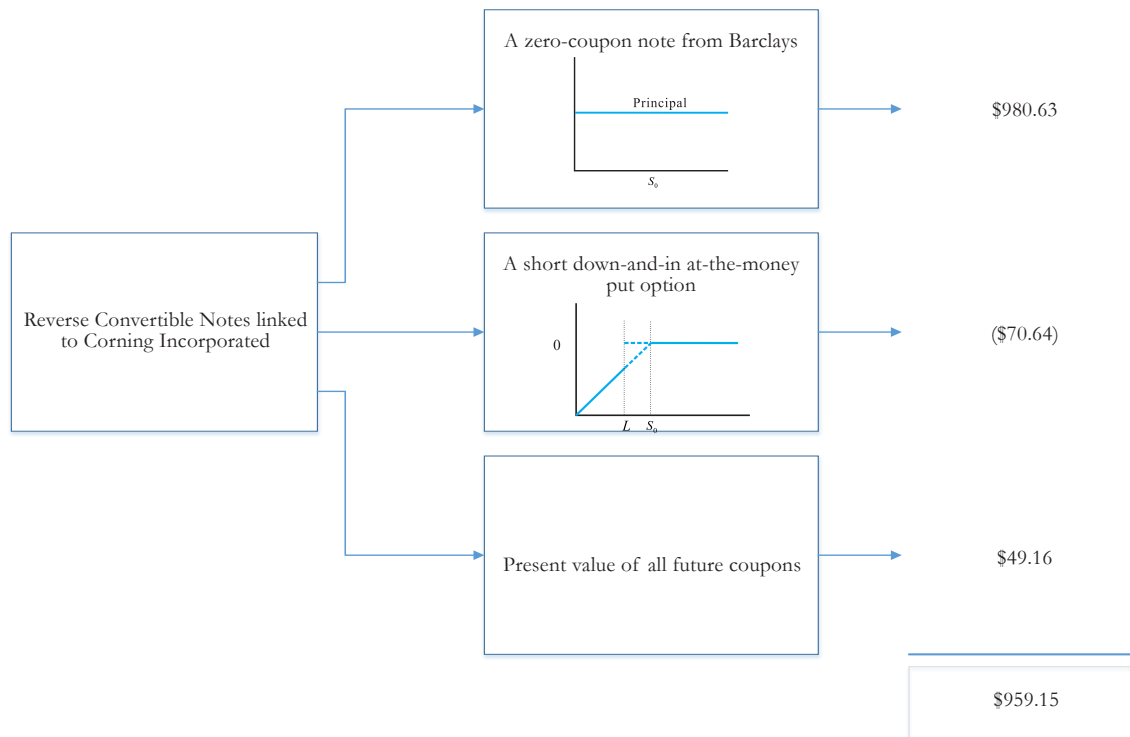 A zero-coupon note from Barclays
Principal
S₀
$980.63
Reverse Convertible Notes linked
to Corning Incorporated
A short down-and-in at-the-money
put option
0
L S₀
($70.64)
Present value of all future coupons
$49.16
$959.15